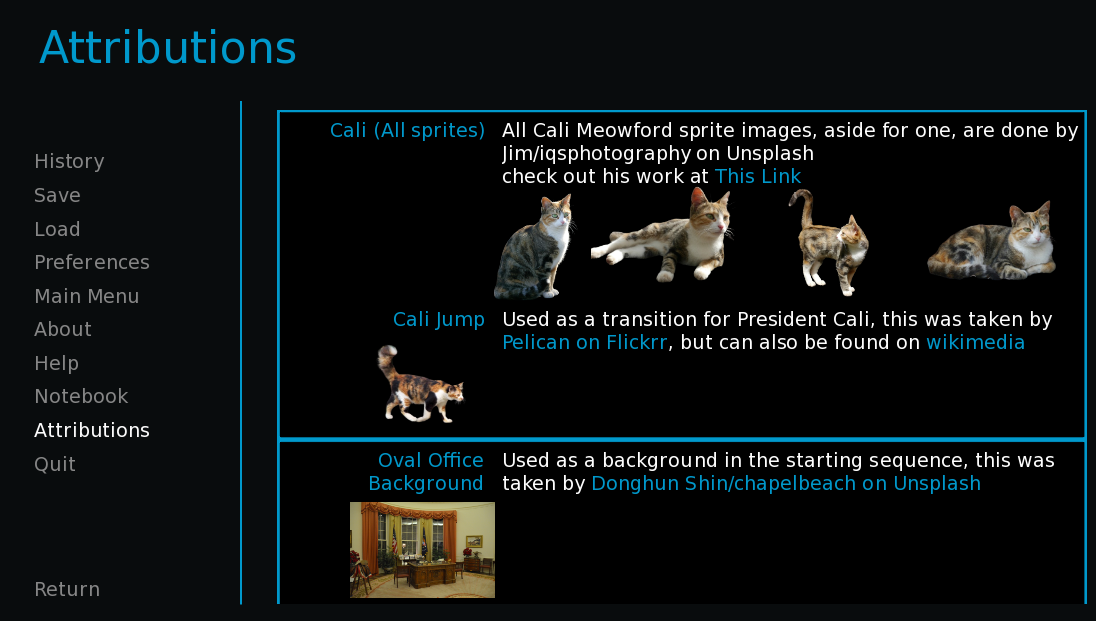 Attributions
History
Save
Load
Preferences
Main Menu
About
Help
Notebook
Attributions
Quit
Return
Cali (All sprites)
All Cali Meowford sprite images, aside for one, are done by
Jim/iqsphotography on Unsplash
check out his work at This Link
Cali Jump
Used as a transition for President Cali, this was taken by
Pelican on Flickrr, but can also be found on wikimedia
Oval Office
Background
Used as a background in the starting sequence, this was
taken by Donghun Shin/chapelbeach on Unsplash